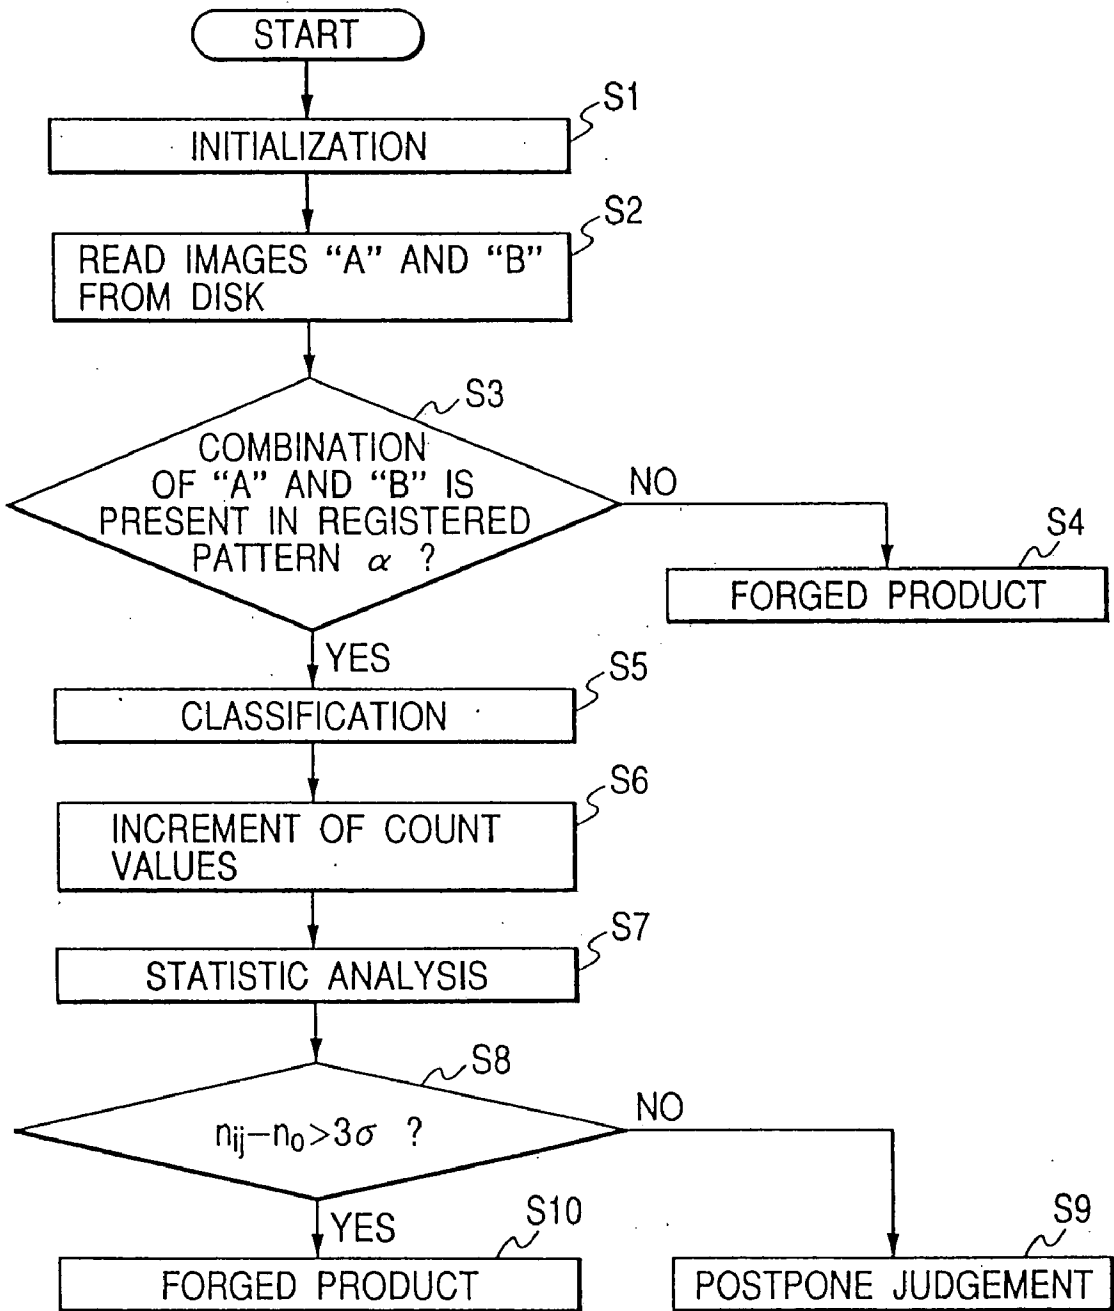 START
S1
INITIALIZATION
S2
READ IMAGES “A” AND “B”
FROM DISK
S3
COMBINATION
OF “A” AND “B” IS
PRESENT IN REGISTERED
PATTERN α ?
NO
S4
FORGED PRODUCT
YES
S5
CLASSIFICATION
S6
INCREMENT OF COUNT
VALUES
S7
STATISTIC ANALYSIS
S8
nij−no>3σ ?
NO
YES
S10
FORGED PRODUCT
S9
POSTPONE JUDGEMENT